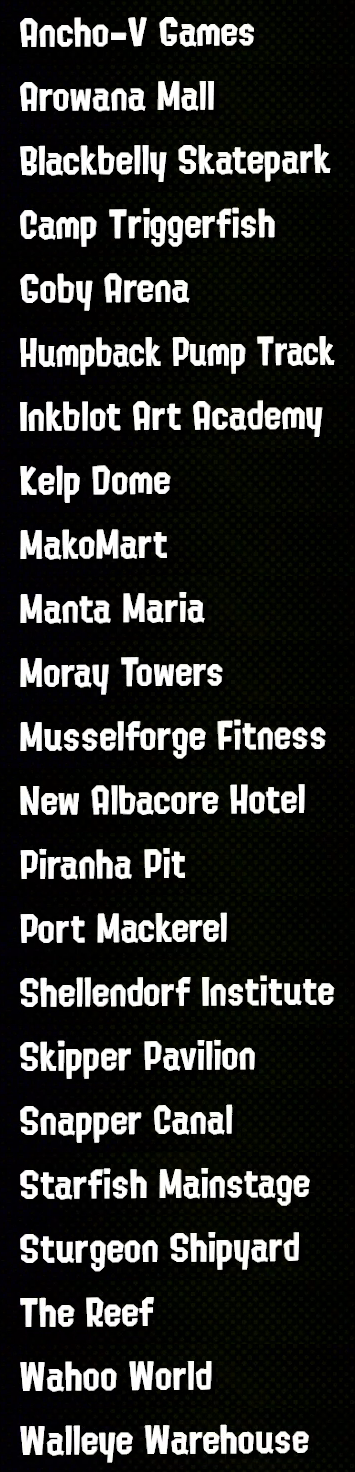 Ancho-V Games
Arowana Mall
Blackbelly Skatepark
Camp Triggerfish
Goby Arena
Humpback Pump Track
Inkblot Art Academy
Kelp Dome
MakoMart
Manta Maria
Moray Towers
Musselforge Fitness
New Albacore Hotel
Piranha Pit
Port Mackerel
Shellendorf Institute
Skipper Pavilion
Snapper Canal
Starfish Mainstage
Sturgeon Shipyard
The Reef
Wahoo World
Walleye Warehouse